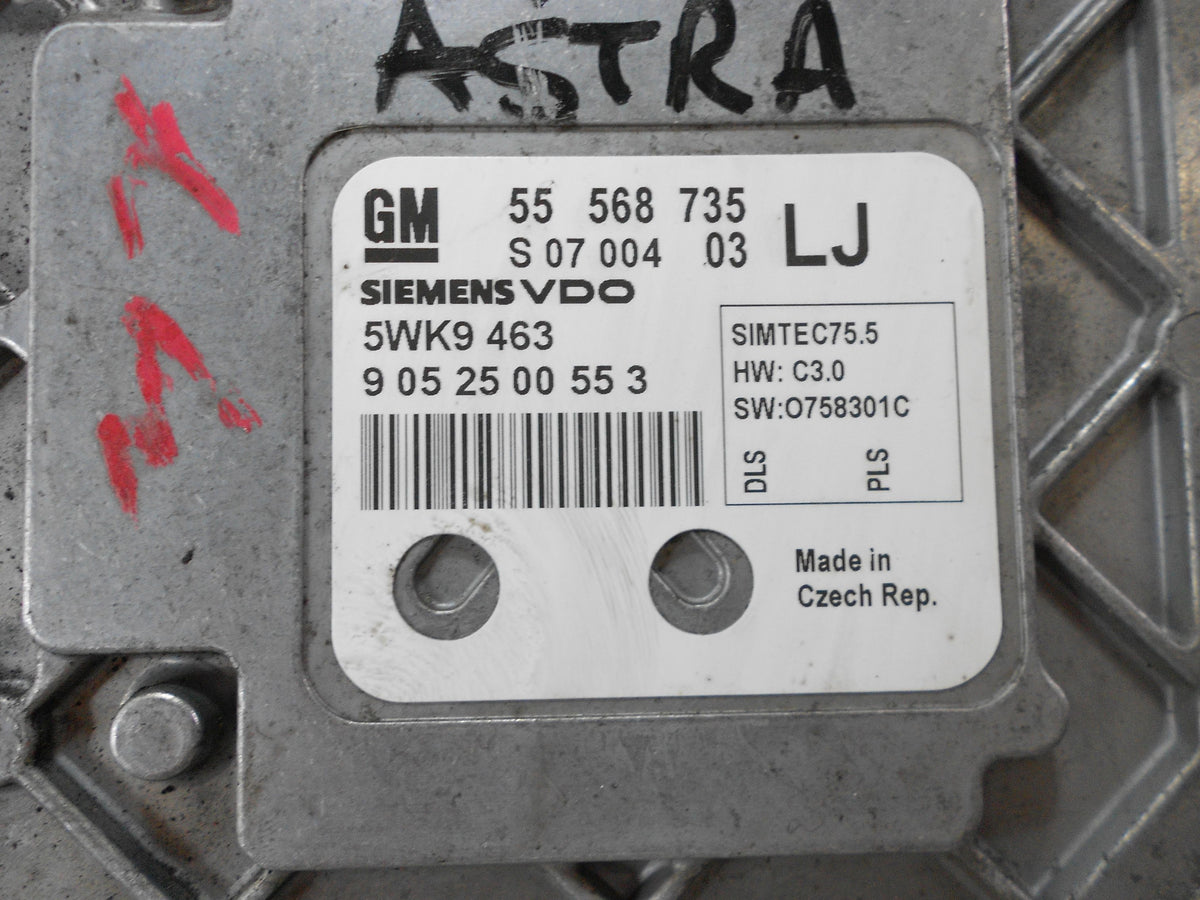 ASTRA
GM 55 568 735 LJ
S 07 004 03
SIEMENS VDO
5WK9 463
9 05 25 00 55 3
SIMTEC75.5
HW: C3.0
SW:O758301C
DLS PLS
Made in
Czech Rep.